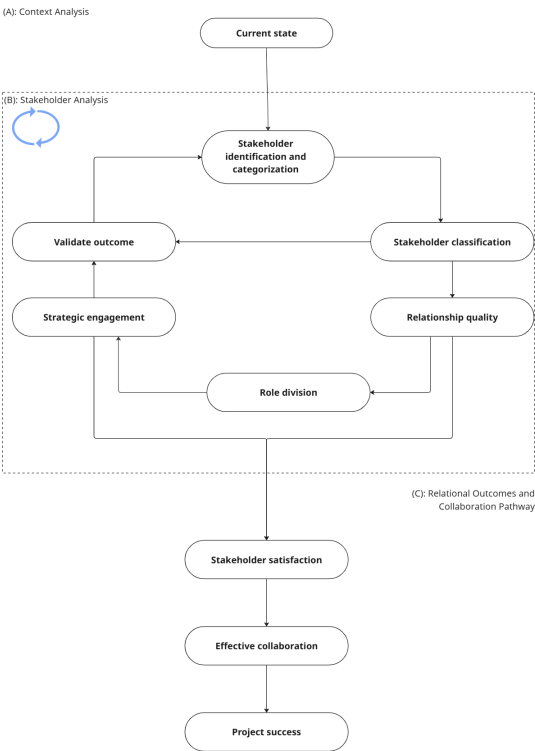 (A): Context Analysis
Current state
(B): Stakeholder Analysis
Stakeholder
identification and
categorization
Validate outcome
Stakeholder classification
Strategic engagement
Relationship quality
Role division
(C): Relational Outcomes and
Collaboration Pathway
Stakeholder satisfaction
Effective collaboration
Project success